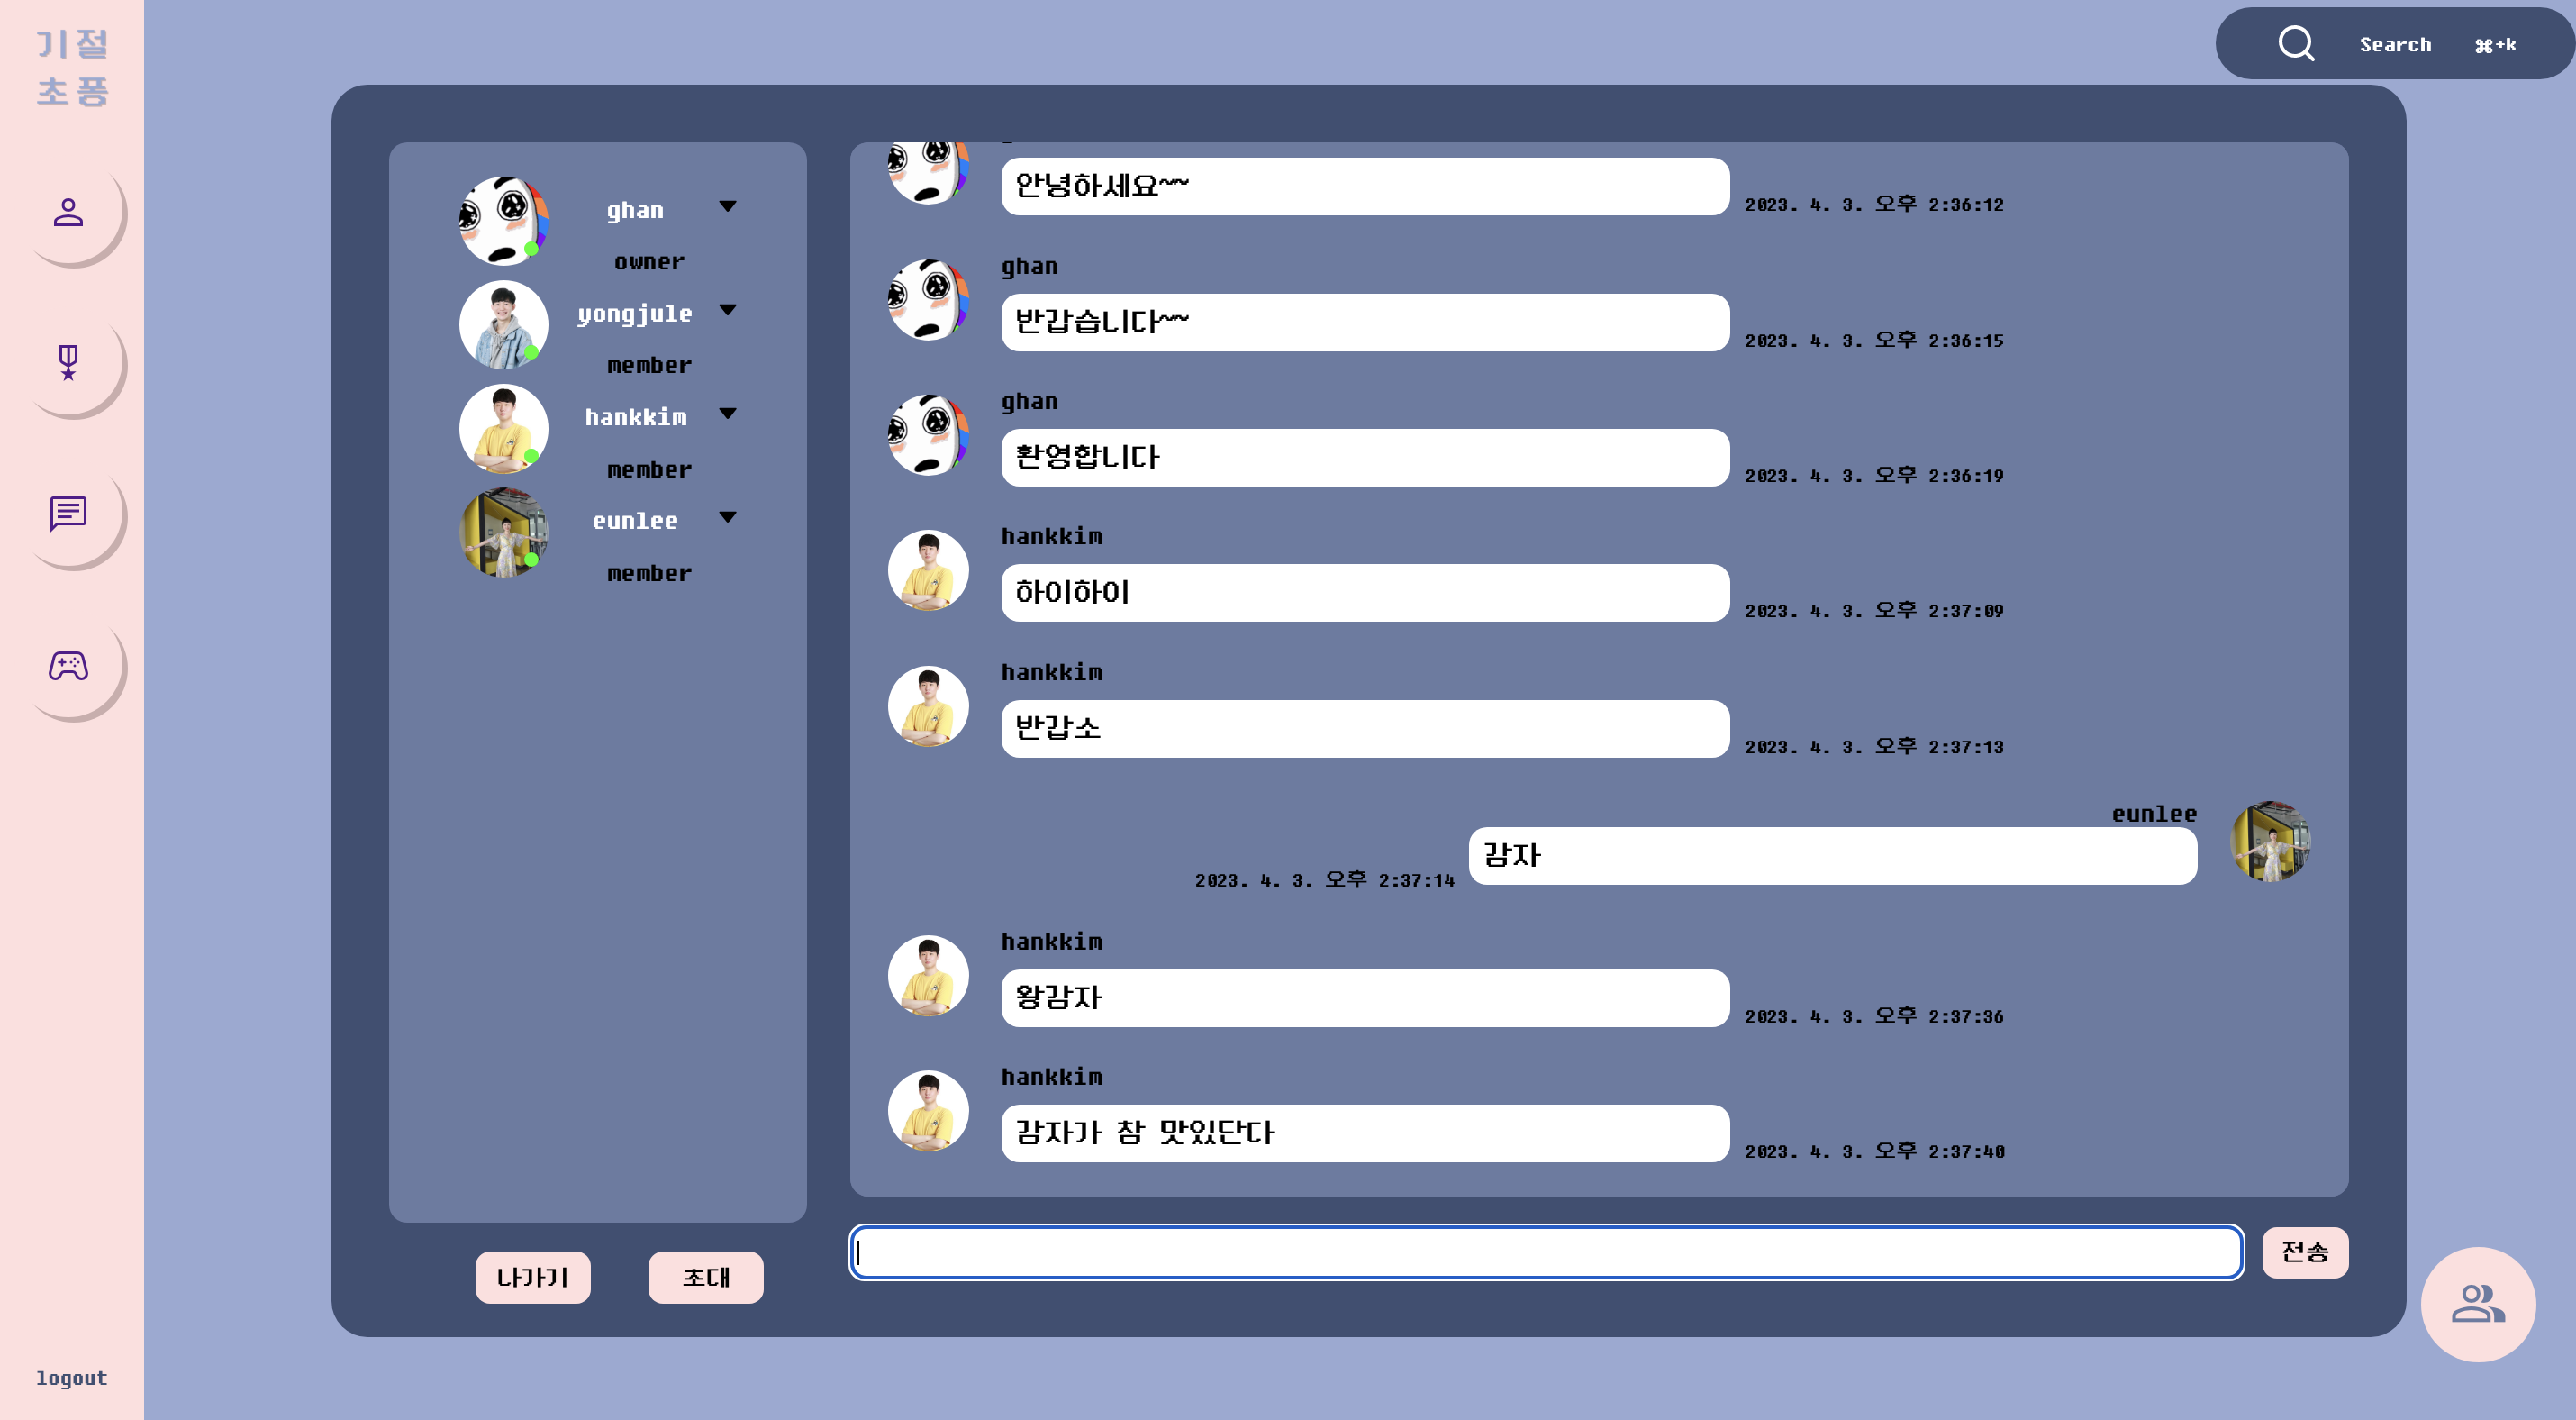 기절
초퐁
Search ⌘+k
ghan
owner
yongjule
member
hankkim
member
eunlee
member
안녕하세요~~
2023. 4. 3. 오후 2:36:12
ghan
반갑습니다~~
2023. 4. 3. 오후 2:36:15
ghan
환영합니다
2023. 4. 3. 오후 2:36:19
hankkim
하이하이
2023. 4. 3. 오후 2:37:09
hankkim
반갑소
2023. 4. 3. 오후 2:37:13
eunlee
감자
2023. 4. 3. 오후 2:37:14
hankkim
왕감자
2023. 4. 3. 오후 2:37:36
hankkim
감자가 참 맛있단다
2023. 4. 3. 오후 2:37:40
나가기
초대
전송
logout